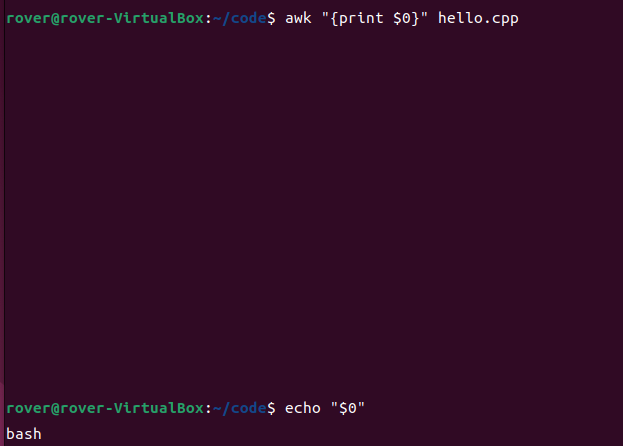 rover@rover-VirtualBox:~/code$ awk "{print $0}" hello.cpp
rover@rover-VirtualBox:~/code$ echo "$0"
bash